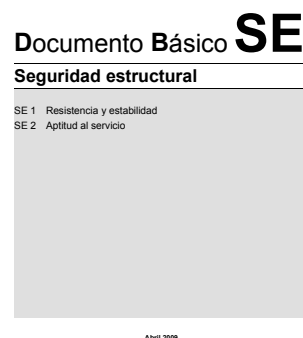 Documento Básico SE
Seguridad estructural
SE 1 Resistencia y estabilidad
SE 2 Aptitud al servicio
Abril 2009